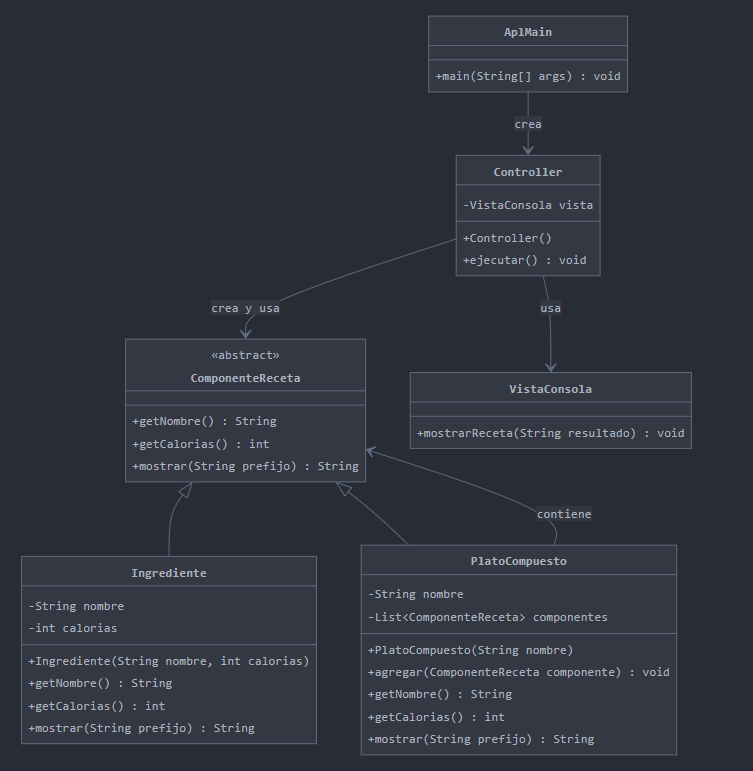 AplMain
+main(String[] args) : void
crea
Controller
-VistaConsola vista
+Controller()
+ejecutar() : void
crea y usa
usa
«abstract»
ComponenteReceta
+getNombre() : String
+getCalorias() : int
+mostrar(String prefijo) : String
VistaConsola
+mostrarReceta(String resultado) : void
contiene
Ingrediente
-String nombre
-int calorias
+Ingrediente(String nombre, int calorias)
+getNombre() : String
+getCalorias() : int
+mostrar(String prefijo) : String
PlatoCompuesto
-String nombre
-List<ComponenteReceta> componentes
+PlatoCompuesto(String nombre)
+agregar(ComponenteReceta componente) : void
+getNombre() : String
+getCalorias() : int
+mostrar(String prefijo) : String